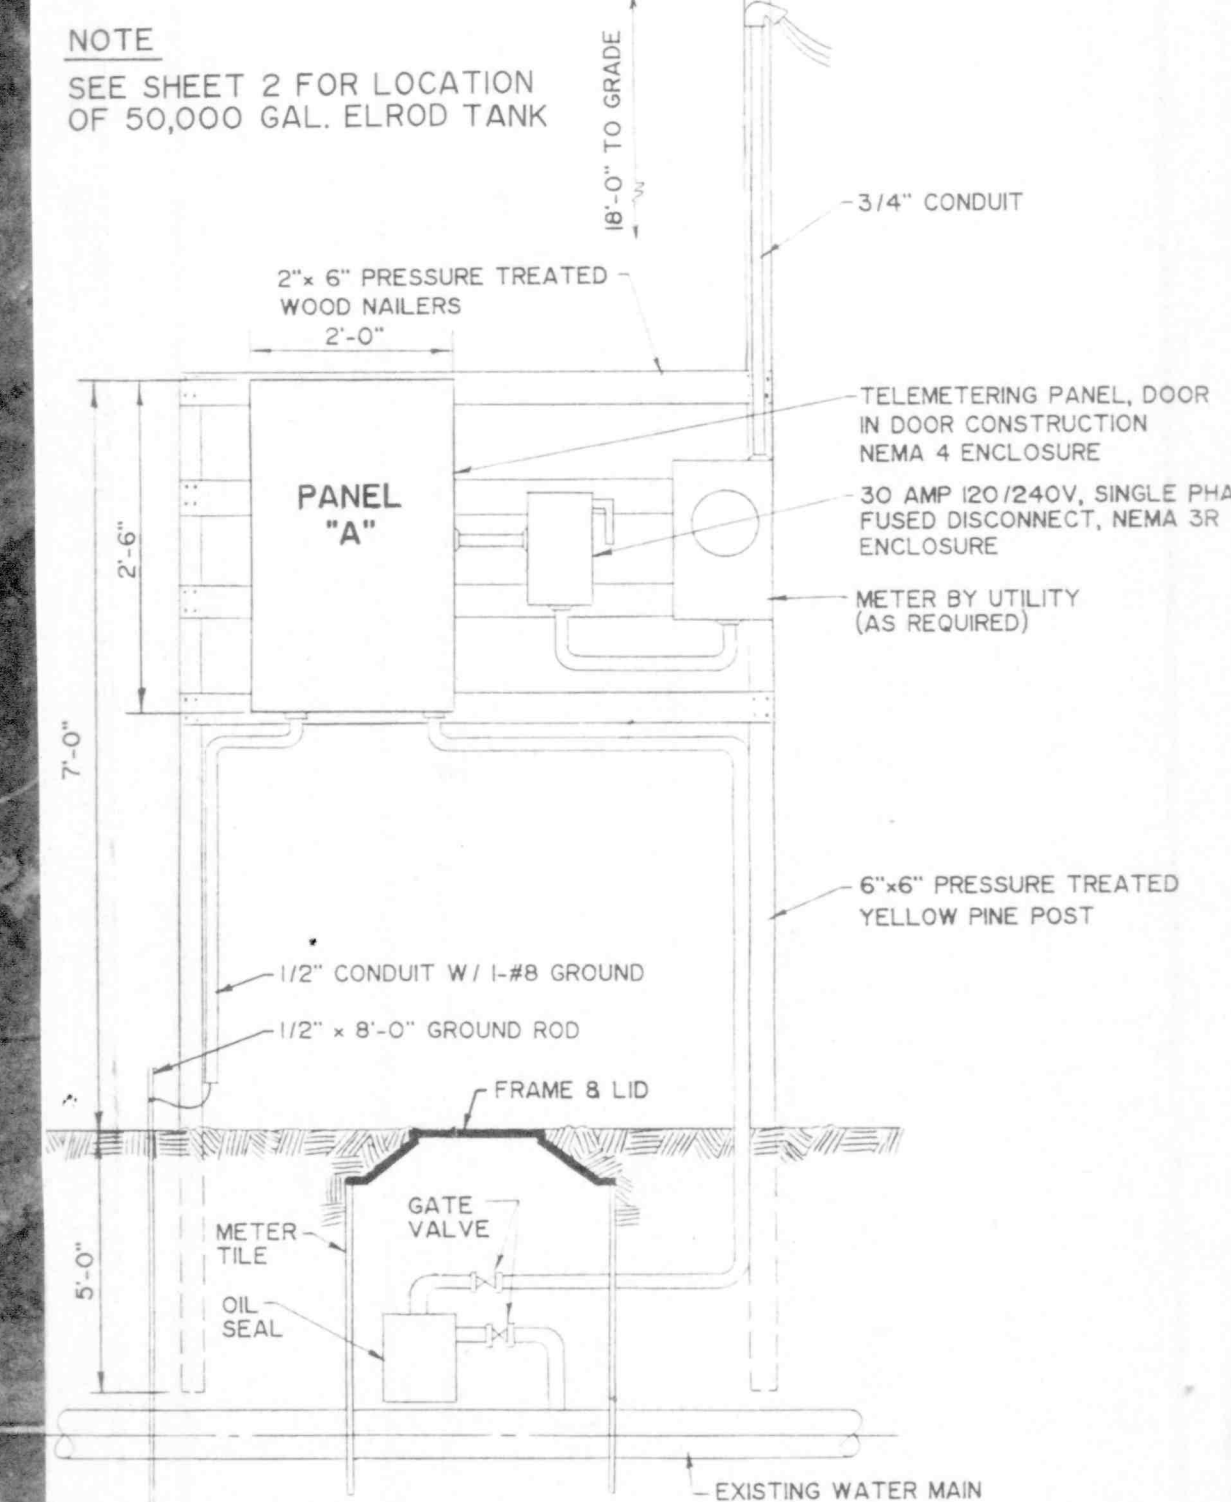 NOTE
SEE SHEET 2 FOR LOCATION
OF 50,000 GAL. ELROD TANK
18'-0" TO GRADE
3/4" CONDUIT
2"x 6" PRESSURE TREATED
WOOD NAILERS
2'-0"
TELEMETERING PANEL, DOOR
IN DOOR CONSTRUCTION
NEMA 4 ENCLOSURE
PANEL
"A"
30 AMP 120/240V, SINGLE PHA
FUSED DISCONNECT, NEMA 3R
ENCLOSURE
2'-6"
METER BY UTILITY
(AS REQUIRED)
7'-0"
6"x6" PRESSURE TREATED
YELLOW PINE POST
1/2" CONDUIT W/ 1-#8 GROUND
1/2" x 8'-0" GROUND ROD
FRAME & LID
GATE
VALVE
METER
TILE
5'-0"
OIL
SEAL
EXISTING WATER MAIN